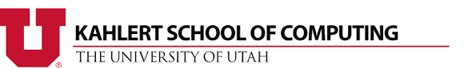 U ®
KAHLERT SCHOOL OF COMPUTING
THE UNIVERSITY OF UTAH